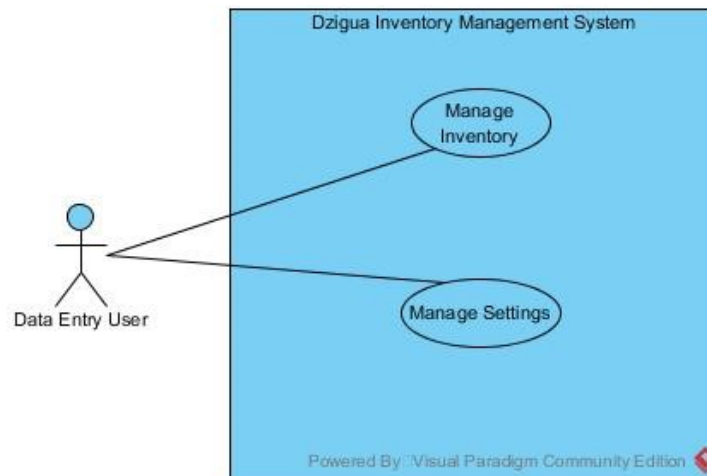 Dzigua Inventory Management System
Manage
Inventory
Data Entry User
Manage Settings
Powered By Visual Paradigm Community Edition